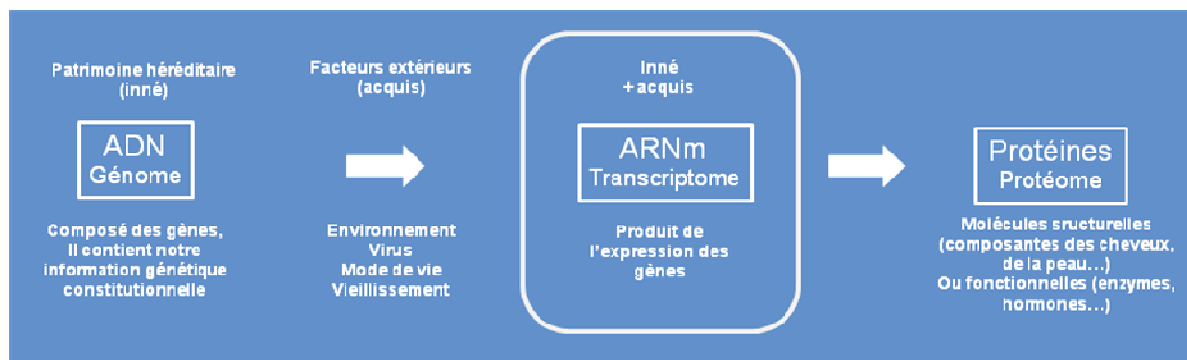 Patrimoine héréditaire
(inné)
ADN
Génome
Composé des gènes,
Il contient notre
information génétique
constitutionnelle
Facteurs extérieurs
(acquis)
Environnement
Virus
Mode de vie
Vieillissement
Inné
+ acquis
ARNm
Transcriptome
Produit de
l'expression des
gènes
Protéines
Protéome
Molécules sructurelles
(composantes des cheveux,
de la peau...)
Ou fonctionnelles (enzymes,
hormones...)